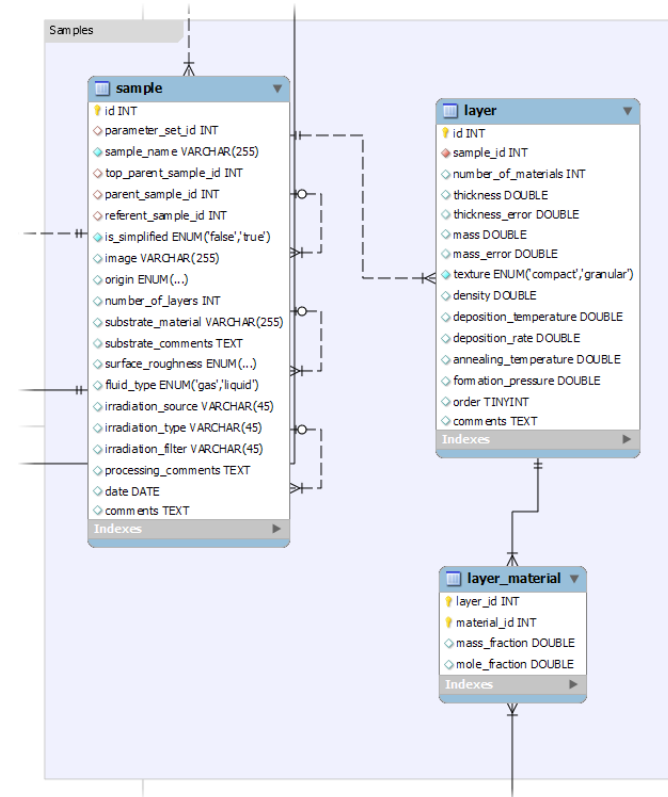 Samples
sample
id INT
parameter_set_id INT
sample_name VARCHAR(255)
top_parent_sample_id INT
parent_sample_id INT
referent_sample_id INT
is_simplified ENUM('false','true')
image VARCHAR(255)
origin ENUM(...)
number_of_layers INT
substrate_material VARCHAR(255)
substrate_comments TEXT
surface_roughness ENUM(...)
fluid_type ENUM('gas','liquid')
irradiation_source VARCHAR(45)
irradiation_type VARCHAR(45)
irradiation_filter VARCHAR(45)
processing_comments TEXT
date DATE
comments TEXT
Indexes
layer
id INT
sample_id INT
number_of_materials INT
thickness DOUBLE
thickness_error DOUBLE
mass DOUBLE
mass_error DOUBLE
texture ENUM('compact','granular')
density DOUBLE
deposition_temperature DOUBLE
deposition_rate DOUBLE
annealing_temperature DOUBLE
formation_pressure DOUBLE
order TINYINT
comments TEXT
Indexes
layer_material
layer_id INT
material_id INT
mass_fraction DOUBLE
mole_fraction DOUBLE
Indexes